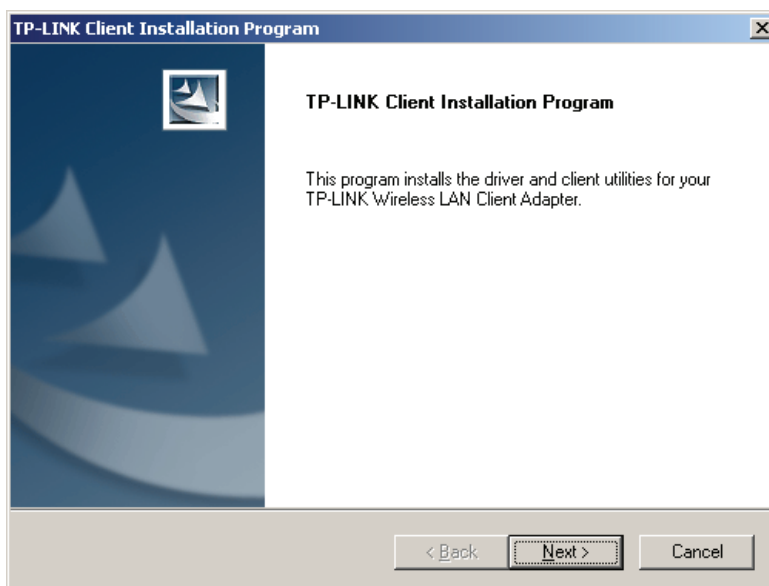 TP-LINK Client Installation Program
TP-LINK Client Installation Program
This program installs the driver and client utilities for your
TP-LINK Wireless LAN Client Adapter.
< Back Next > Cancel